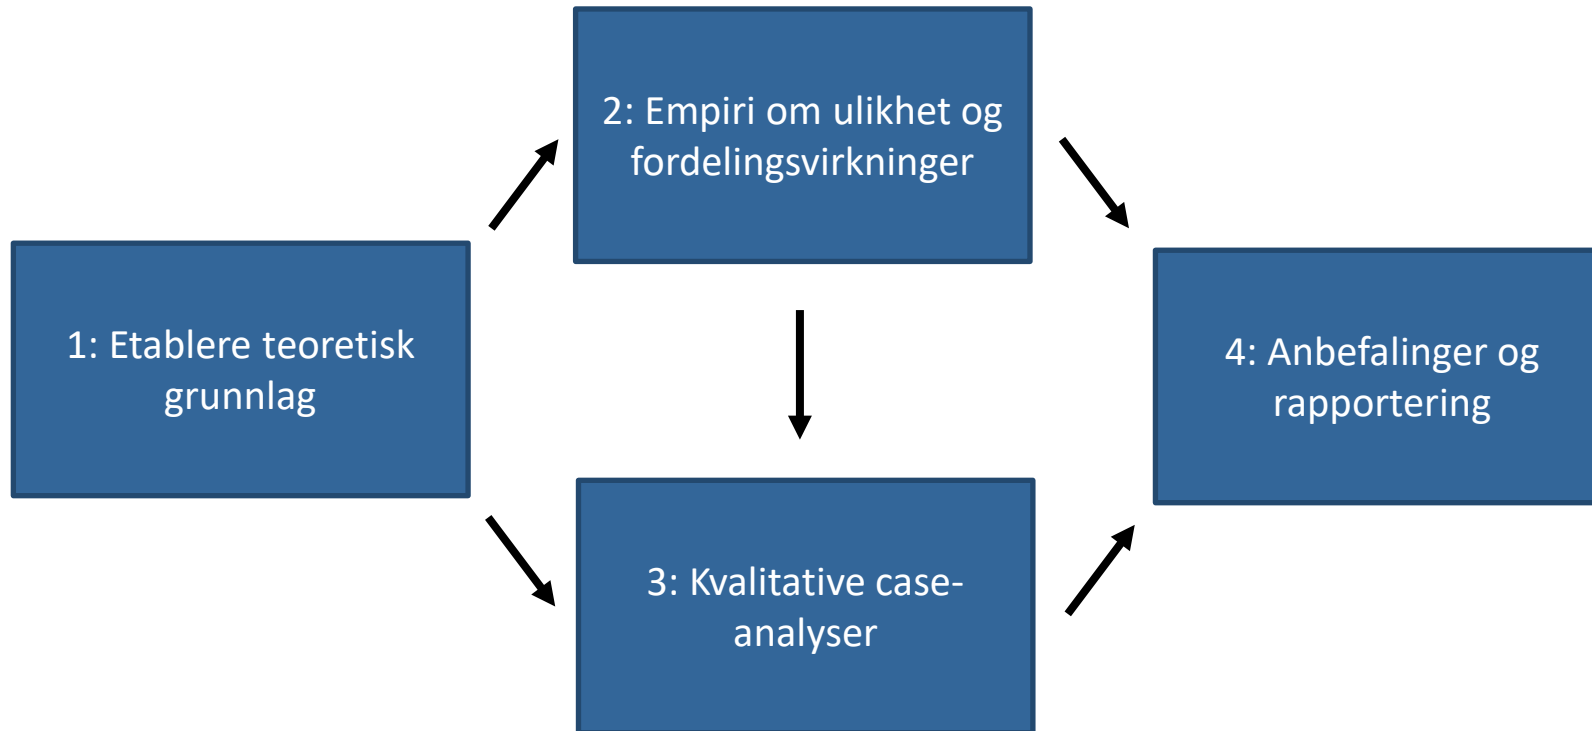 1: Etablere teoretisk
grunnlag
2: Empiri om ulikhet og
fordelingsvirkninger
3: Kvalitative case-
analyser
4: Anbefalinger og
rapportering